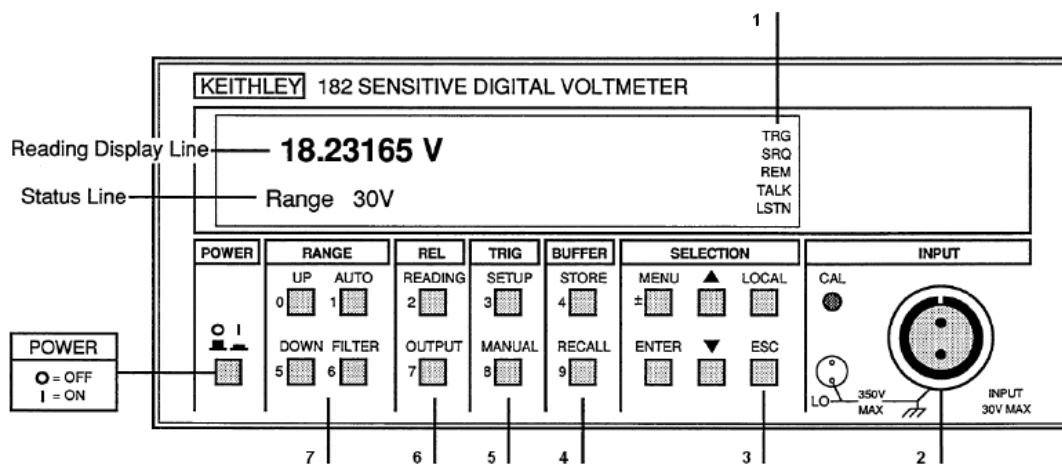 1
KEITHLEY 182 SENSITIVE DIGITAL VOLTMETER
TRG
Reading Display Line 18.23165 V
SRQ
REM
Status Line Range 30V
TALK
LSTN
POWER RANGE REL TRIG BUFFER SELECTION INPUT
UP AUTO READING SETUP STORE MENU ▲ LOCAL CAL
0 1 2 3 4 ±
O I
POWER
O = OFF
I = ON
DOWN FILTER OUTPUT MANUAL RECALL ENTER ▼ ESC
5 6 7 8 9
LO 350V MAX
INPUT 30V MAX
7 6 5 4 3 2